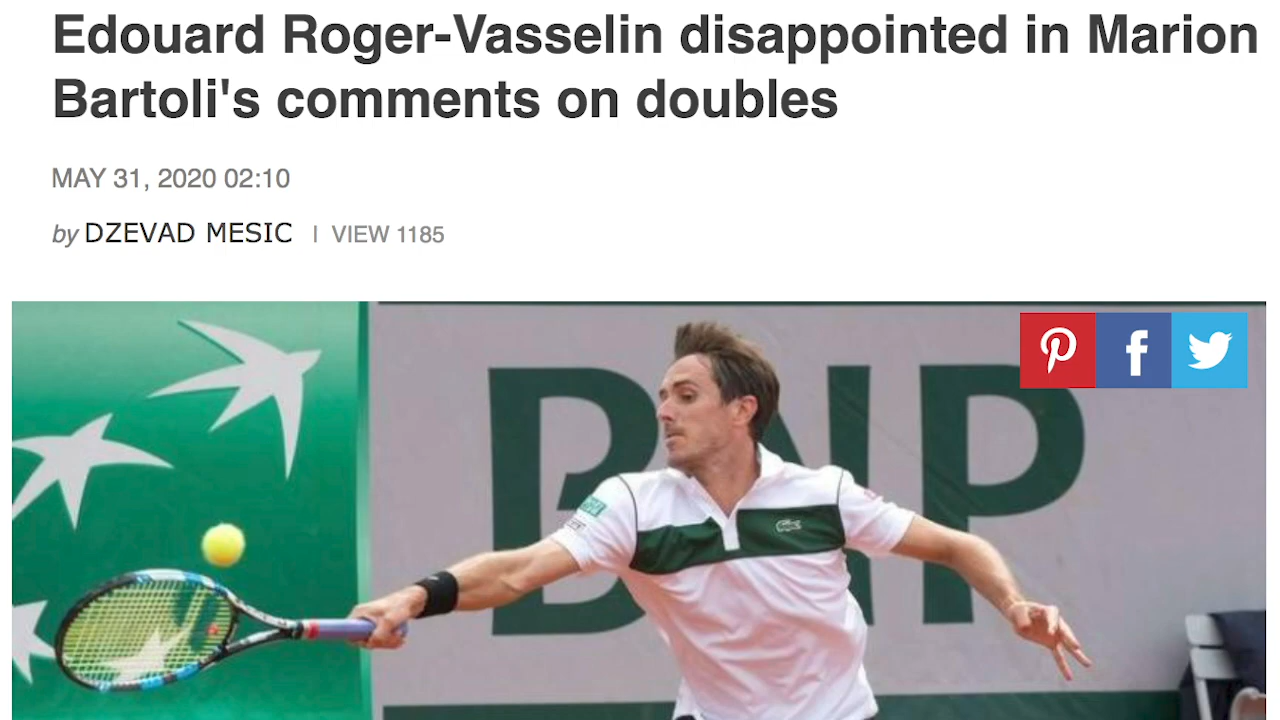 Edouard Roger-Vasselin disappointed in Marion
Bartoli's comments on doubles
MAY 31, 2020 02:10
by DZEVAD MESIC | VIEW 1185
BNP